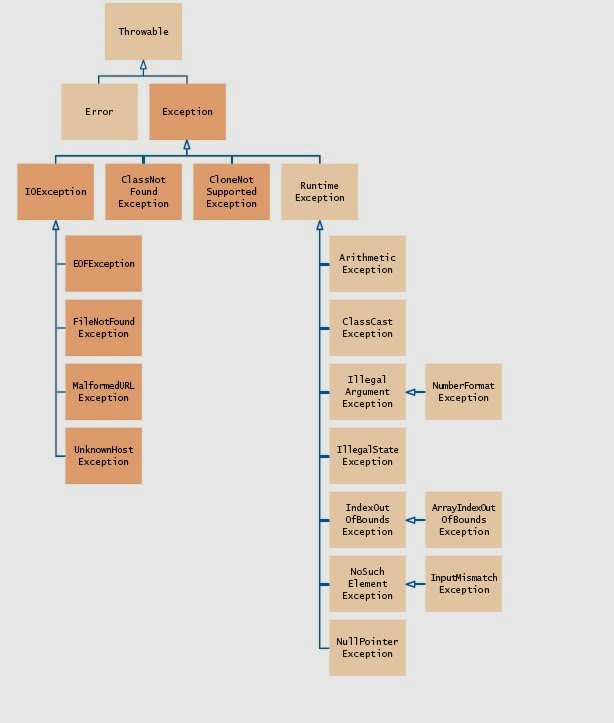 Throwable
Error
Exception
IOException
ClassNot
Found
Exception
CloneNot
Supported
Exception
Runtime
Exception
EOFException
FileNotFound
Exception
MalformedURL
Exception
UnknownHost
Exception
Arithmetic
Exception
ClassCast
Exception
Illegal
Argument
Exception
NumberFormat
Exception
IllegalState
Exception
IndexOut
OfBounds
Exception
ArrayIndexOut
OfBounds
Exception
NoSuch
Element
Exception
InputMismatch
Exception
NullPointer
Exception